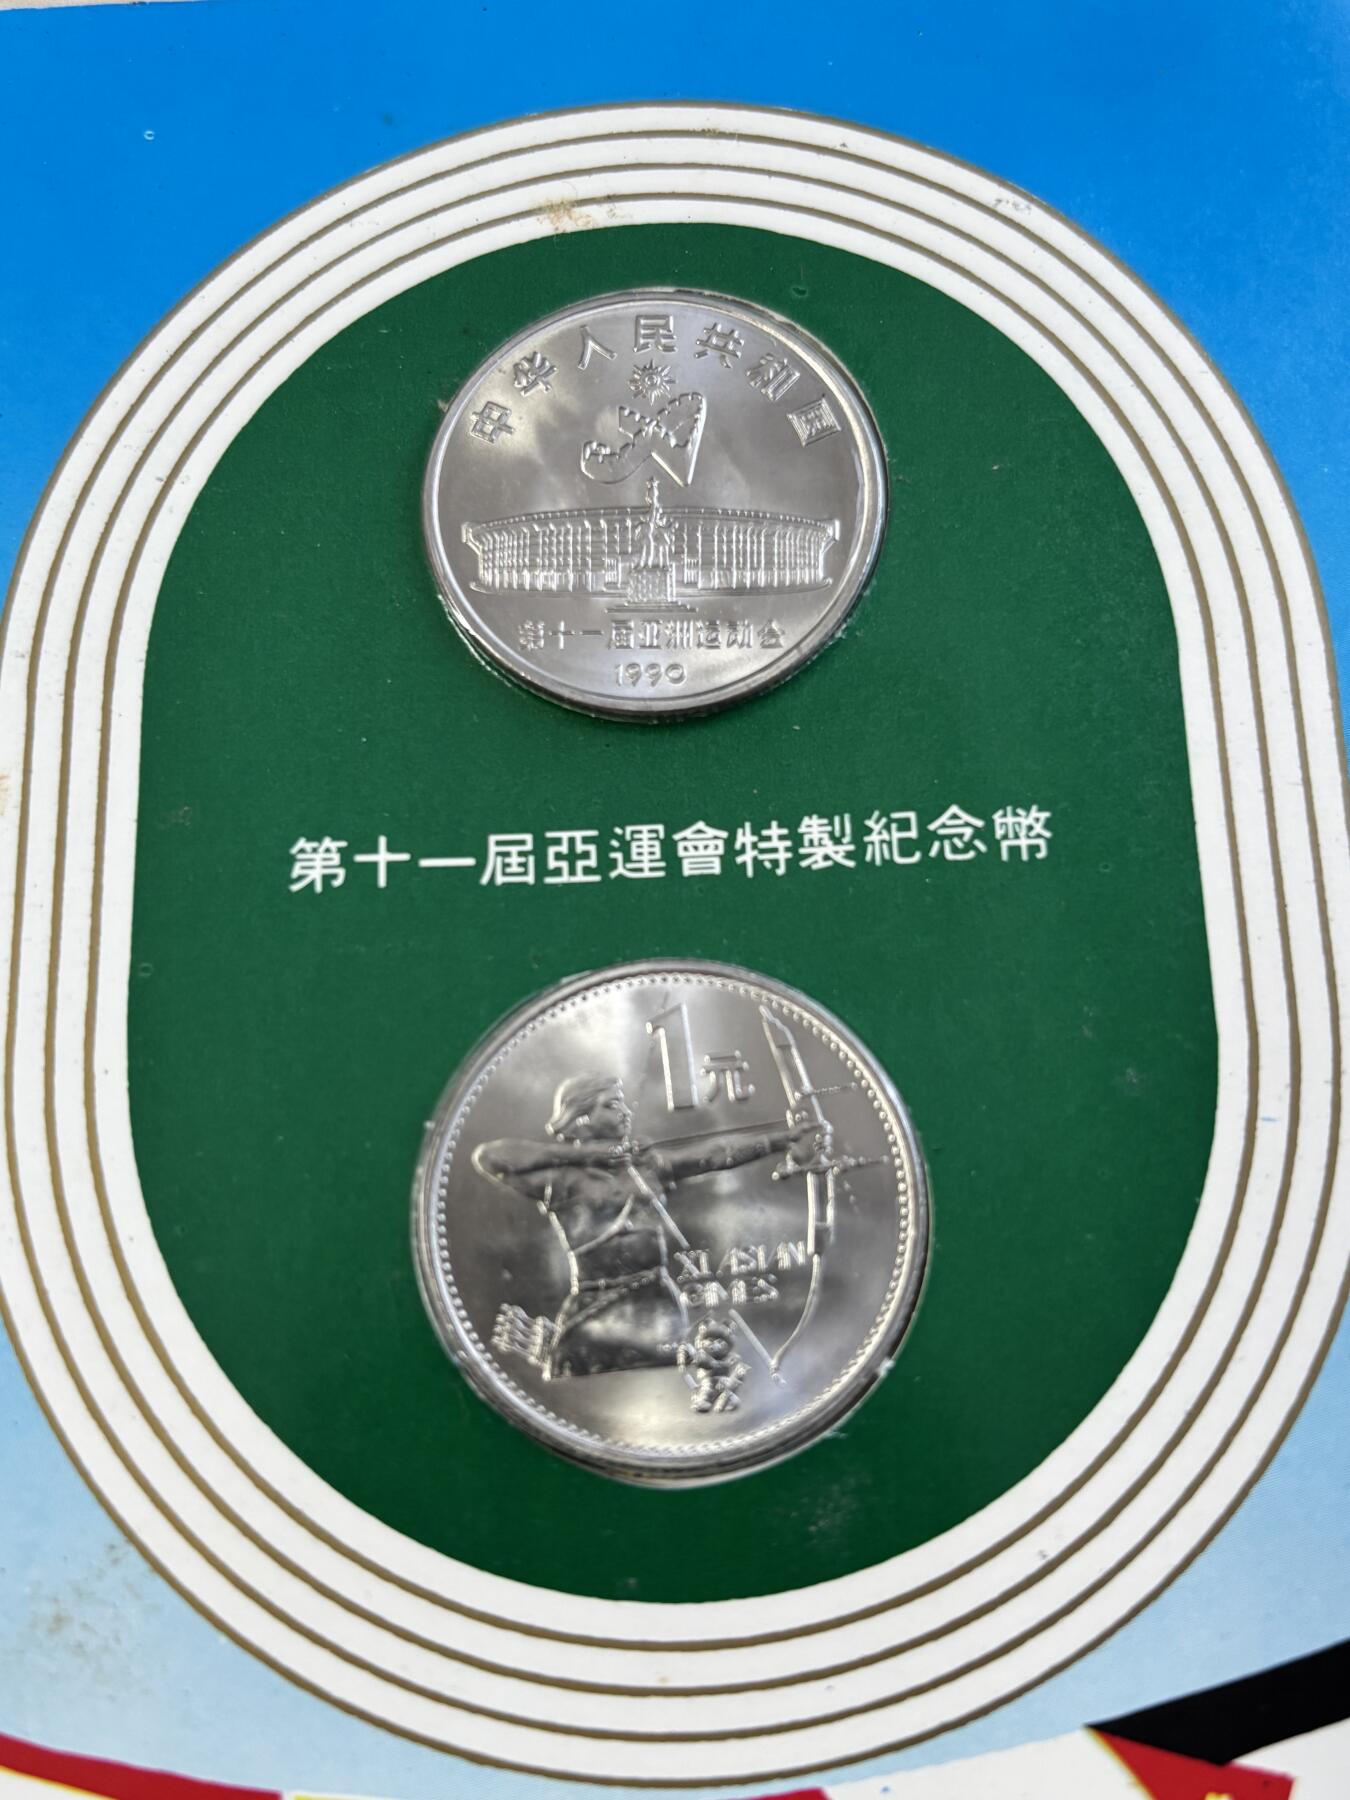 中华人民共和国
第十一届亚洲运动会
1990
第十一屆亞運會特製紀念幣
1元
XI ASIAN
GAMES